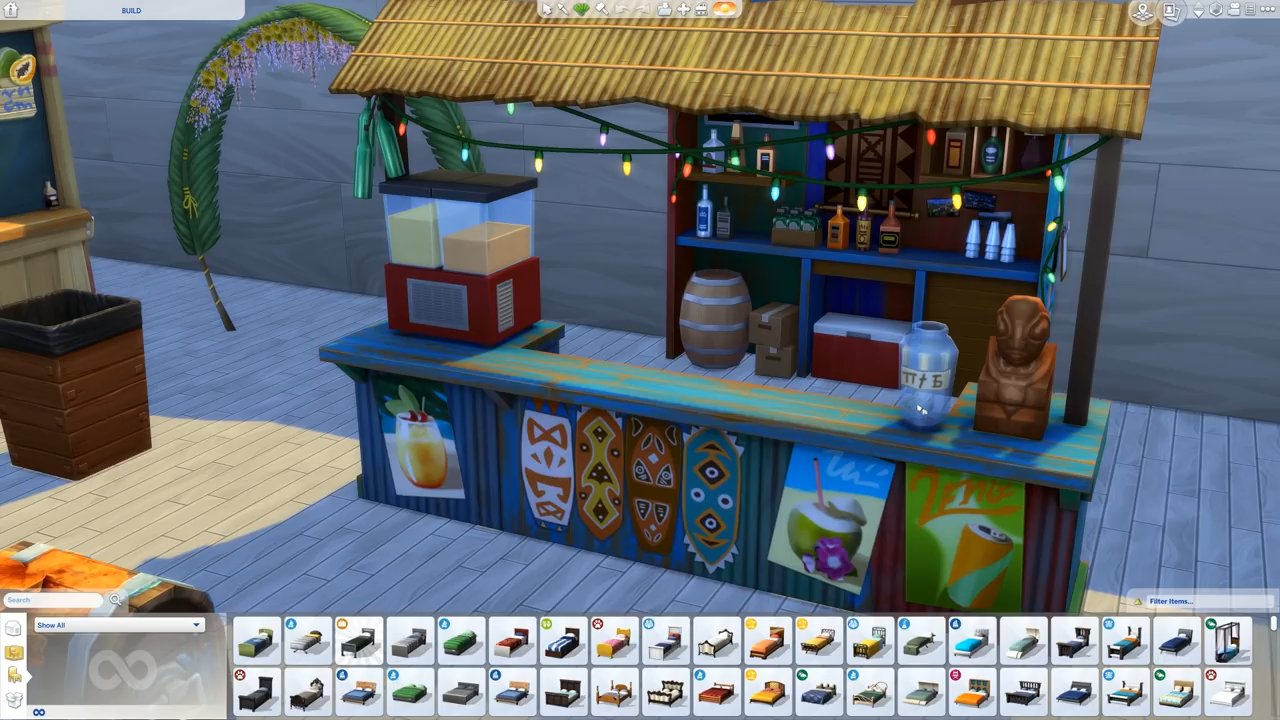 BUILD
Π†Б
Search
Filter Items...
Show All